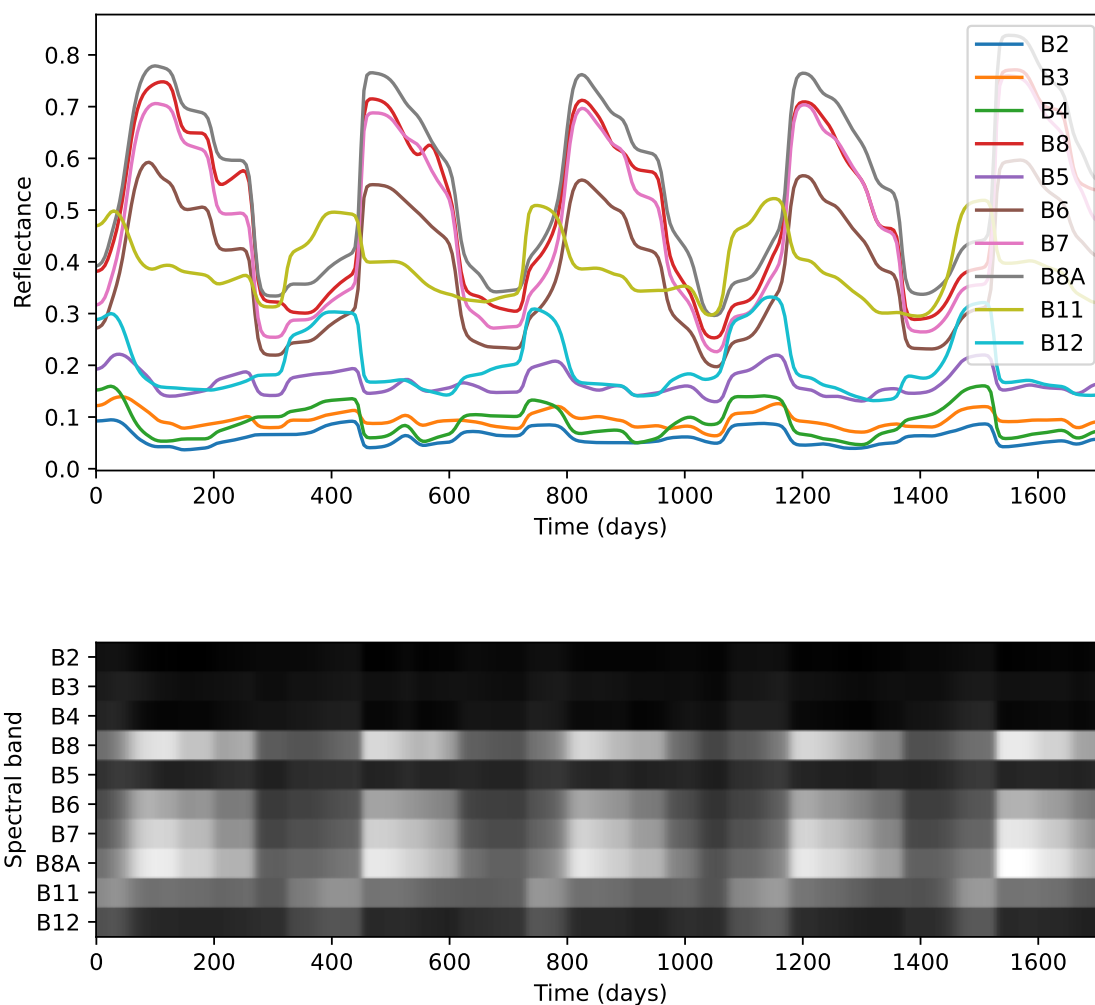 0.8
0.7
0.6
0.5
0.4
0.3
0.2
0.1
0.0
Reflectance
0 200 400 600 800 1000 1200 1400 1600
Time (days)
B2
B3
B4
B8
B5
B6
B7
B8A
B11
B12
B2
B3
B4
B8
B5
B6
B7
B8A
B11
B12
Spectral band
0 200 400 600 800 1000 1200 1400 1600
Time (days)